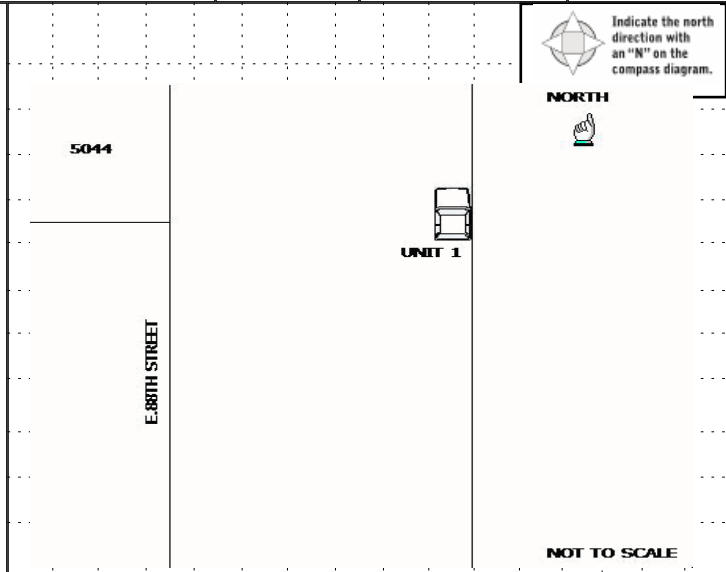 Indicate the north
direction with
an "N" on the
compass diagram.
NORTH
5044
UNIT 1
E.88TH STREET
NOT TO SCALE